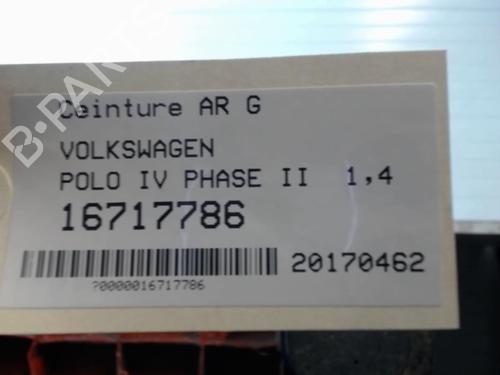 Ceinture AR G
VOLKSWAGEN
POLO IV PHASE II 1,4
16717786
20170462
?0000016717786
B-PARTS